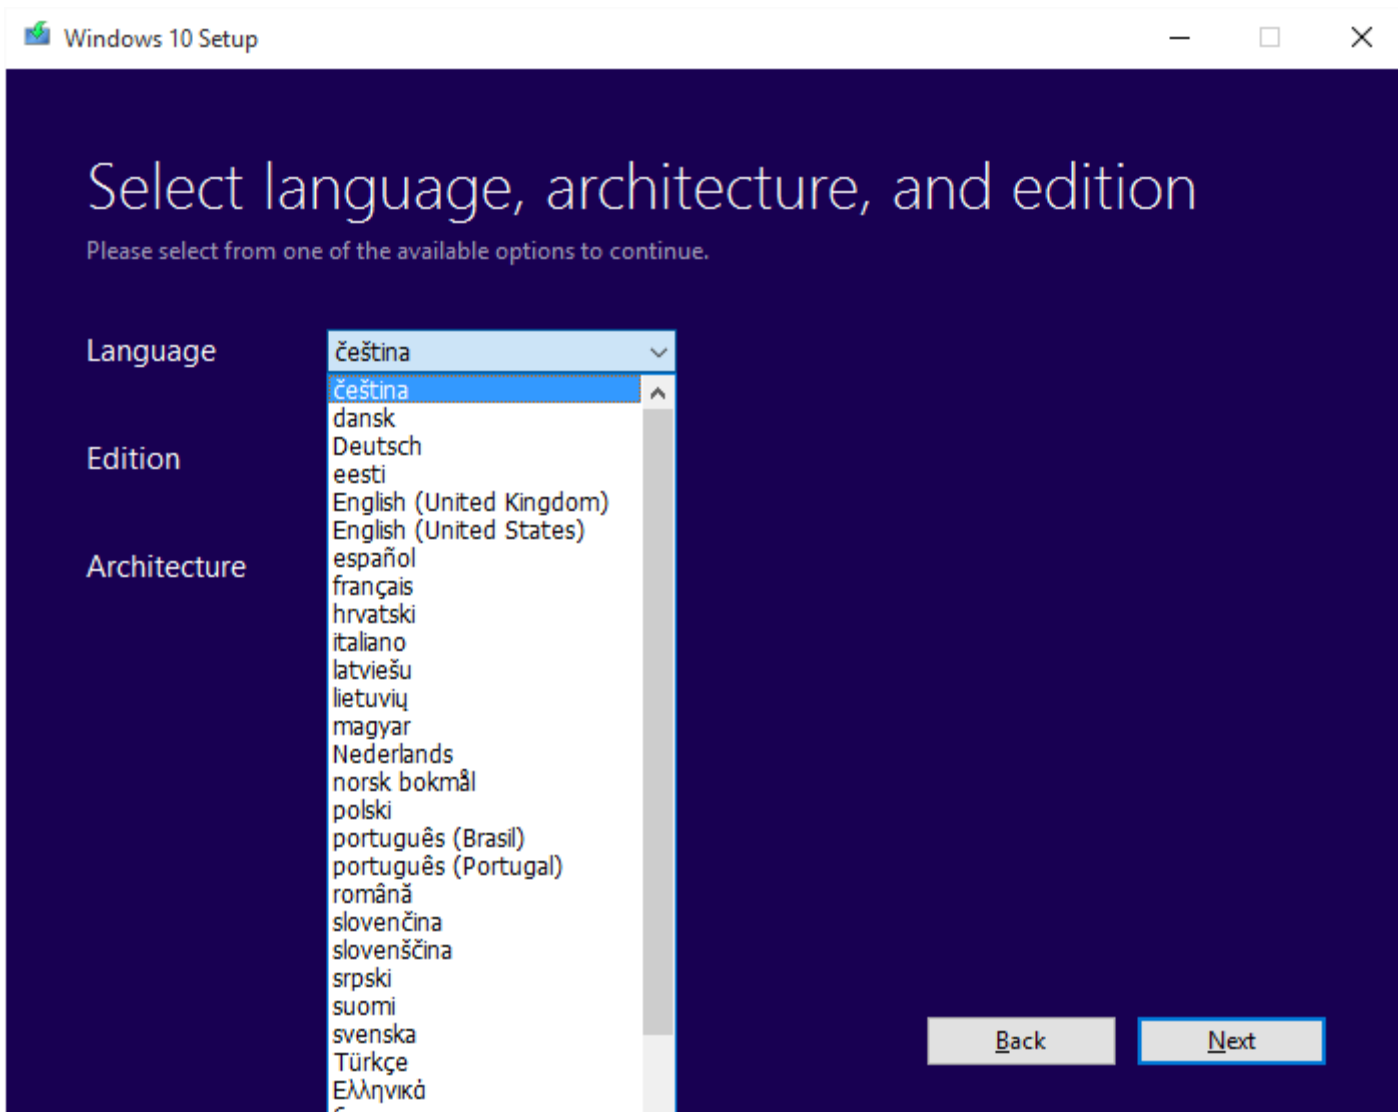 Windows 10 Setup
Select language, architecture, and edition
Please select from one of the available options to continue.
Language
čeština
čeština
dansk
Deutsch
eesti
Edition
English (United Kingdom)
English (United States)
español
Architecture
français
hrvatski
italiano
latviešu
lietuvių
magyar
Nederlands
norsk bokmål
polski
português (Brasil)
português (Portugal)
română
slovenčina
slovenščina
srpski
suomi
svenska
Türkçe
Ελληνικά
Back
Next